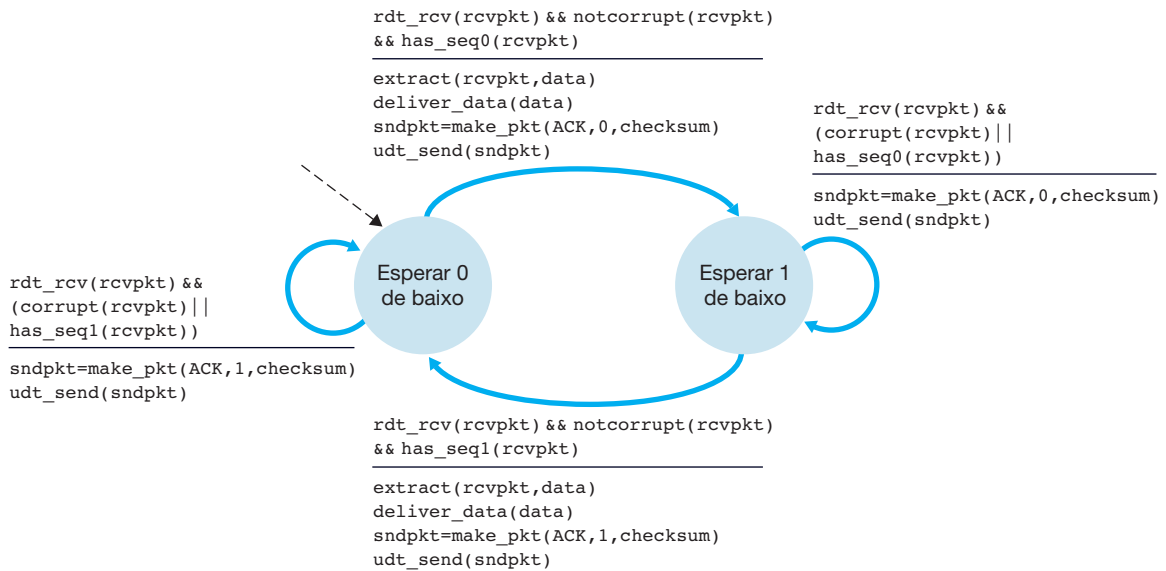 rdt_rcv(rcvpkt) && notcorrupt(rcvpkt)
&& has_seq0(rcvpkt)
extract(rcvpkt,data)
deliver_data(data)
sndpkt=make_pkt(ACK,0,checksum)
udt_send(sndpkt)
rdt_rcv(rcvpkt) &&
(corrupt(rcvpkt)||
has_seq0(rcvpkt))
sndpkt=make_pkt(ACK,0,checksum)
udt_send(sndpkt)
Esperar 0
de baixo
Esperar 1
de baixo
rdt_rcv(rcvpkt) &&
(corrupt(rcvpkt)||
has_seq1(rcvpkt))
sndpkt=make_pkt(ACK,1,checksum)
udt_send(sndpkt)
rdt_rcv(rcvpkt) && notcorrupt(rcvpkt)
&& has_seq1(rcvpkt)
extract(rcvpkt,data)
deliver_data(data)
sndpkt=make_pkt(ACK,1,checksum)
udt_send(sndpkt)